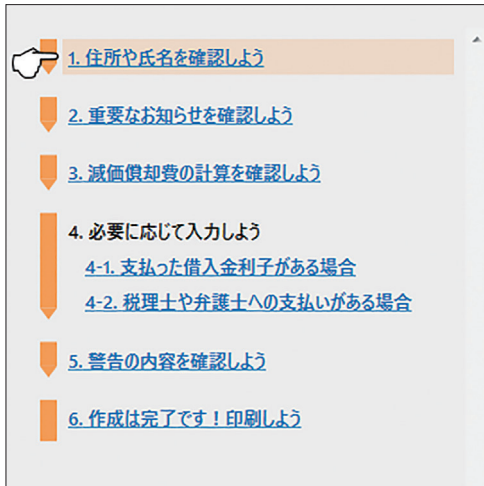 1. 住所や氏名を確認しよう
2. 重要なお知らせを確認しよう
3. 減価償却費の計算を確認しよう
4. 必要に応じて入力しよう
4-1. 支払った借入金利子がある場合
4-2. 税理士や弁護士への支払いがある場合
5. 警告の内容を確認しよう
6. 作成は完了です！印刷しよう